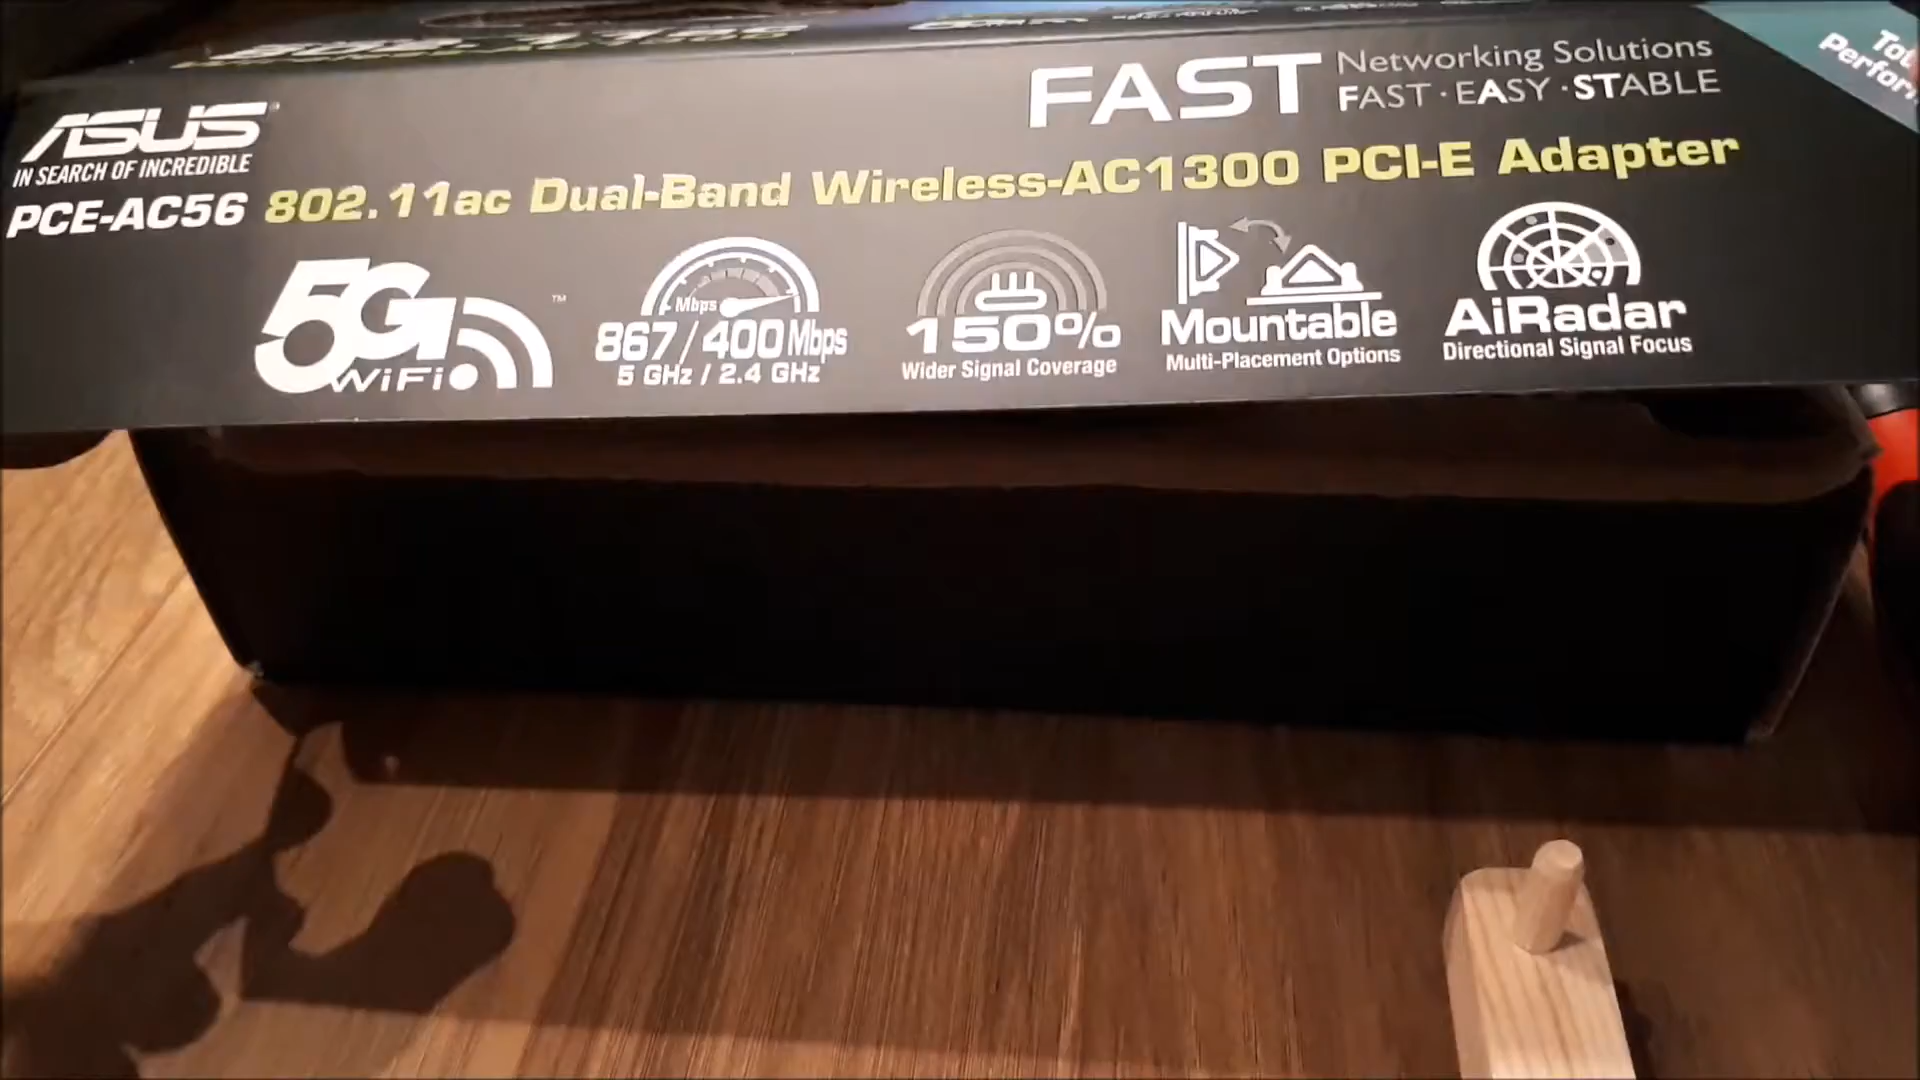 FAST Networking Solutions
FAST · EASY · STABLE
ASUS
IN SEARCH OF INCREDIBLE
PCE-AC56 802.11ac Dual-Band Wireless-AC1300 PCI-E Adapter
5G WiFi ™
Mbps
867/400 Mbps
5 GHz / 2.4 GHz
150%
Wider Signal Coverage
Mountable
Multi-Placement Options
AiRadar
Directional Signal Focus